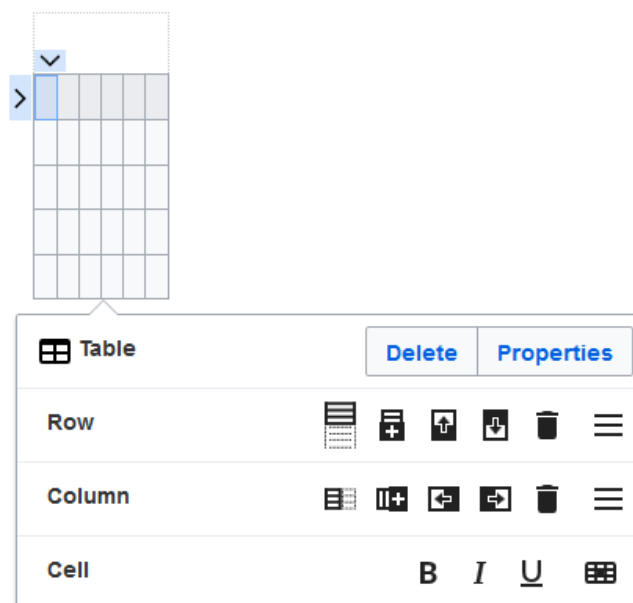 Table
Delete
Properties
Row
Column
Cell
B I U